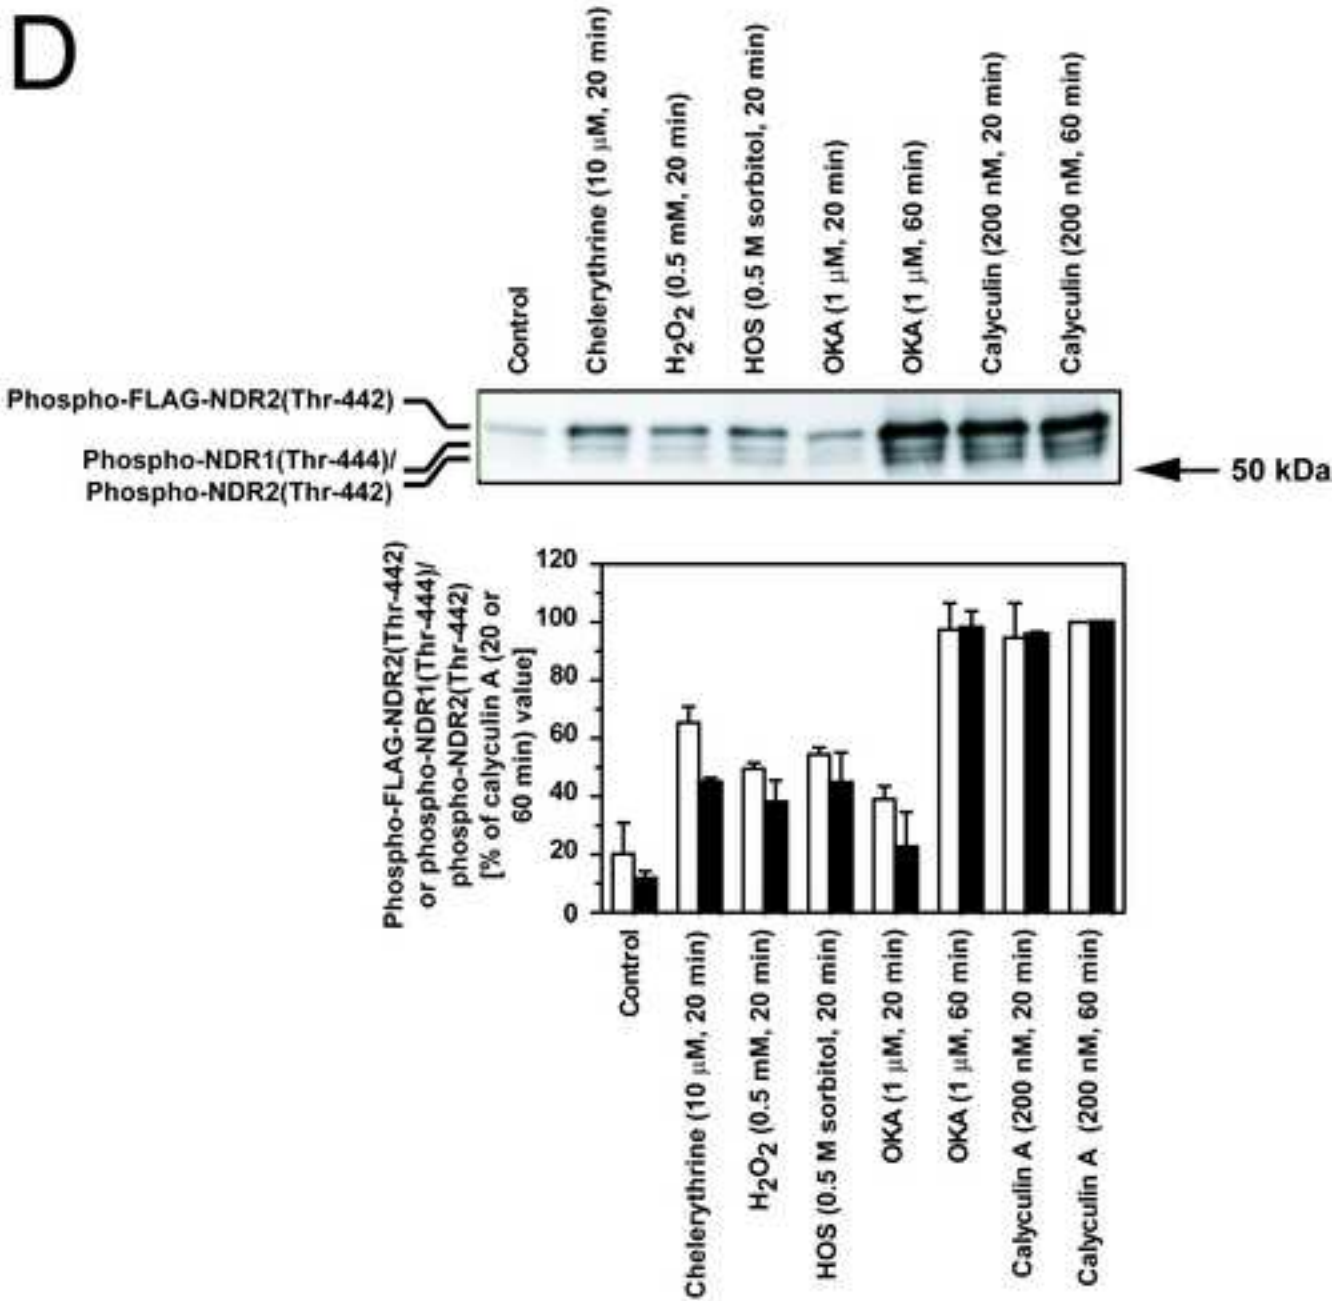 D
Control
Chelerythrine (10 µM, 20 min)
H2O2 (0.5 mM, 20 min)
HOS (0.5 M sorbitol, 20 min)
OKA (1 µM, 20 min)
OKA (1 µM, 60 min)
Calyculin (200 nM, 20 min)
Calyculin (200 nM, 60 min)
Phospho-FLAG-NDR2(Thr-442)
Phospho-NDR1(Thr-444)/
Phospho-NDR2(Thr-442)
50 kDa
Phospho-FLAG-NDR2(Thr-442)
or phospho-NDR1(Thr-444)/
phospho-NDR2(Thr-442)
[% of calyculin A (20 or
60 min) value]
120
100
80
60
40
20
0
Control
Chelerythrine (10 µM, 20 min)
H2O2 (0.5 mM, 20 min)
HOS (0.5 M sorbitol, 20 min)
OKA (1 µM, 20 min)
OKA (1 µM, 60 min)
Calyculin A (200 nM, 20 min)
Calyculin A (200 nM, 60 min)